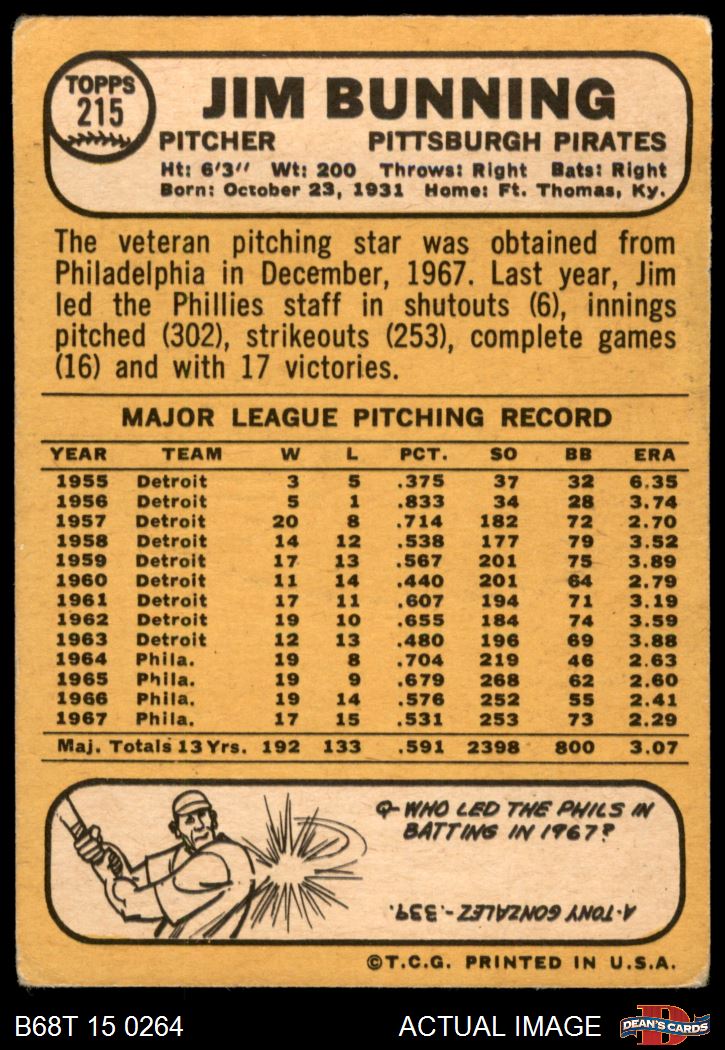 TOPPS
215
JIM BUNNING
PITCHER PITTSBURGH PIRATES
Ht: 6'3" Wt: 200 Throws: Right Bats: Right
Born: October 23, 1931 Home: Ft. Thomas, Ky.
The veteran pitching star was obtained from
Philadelphia in December, 1967. Last year, Jim
led the Phillies staff in shutouts (6), innings
pitched (302), strikeouts (253), complete games
(16) and with 17 victories.
MAJOR LEAGUE PITCHING RECORD
YEAR TEAM W L PCT. SO BB ERA
1955 Detroit 3 5 .375 37 32 6.35
1956 Detroit 5 1 .833 34 28 3.74
1957 Detroit 20 8 .714 182 72 2.70
1958 Detroit 14 12 .538 177 79 3.52
1959 Detroit 17 13 .567 201 75 3.89
1960 Detroit 11 14 .440 201 64 2.79
1961 Detroit 17 11 .607 194 71 3.19
1962 Detroit 19 10 .655 184 74 3.59
1963 Detroit 12 13 .480 196 69 3.88
1964 Phila. 19 8 .704 219 46 2.63
1965 Phila. 19 9 .679 268 62 2.60
1966 Phila. 19 14 .576 252 55 2.41
1967 Phila. 17 15 .531 253 73 2.29
Maj. Totals 13 Yrs. 192 133 .591 2398 800 3.07
Q-WHO LED THE PHILS IN
BATTING IN 1967?
A-TONY GONZALEZ -.339.
©T.C.G. PRINTED IN U.S.A.
B68T 15 0264 ACTUAL IMAGE
D
DEAN'S CARDS